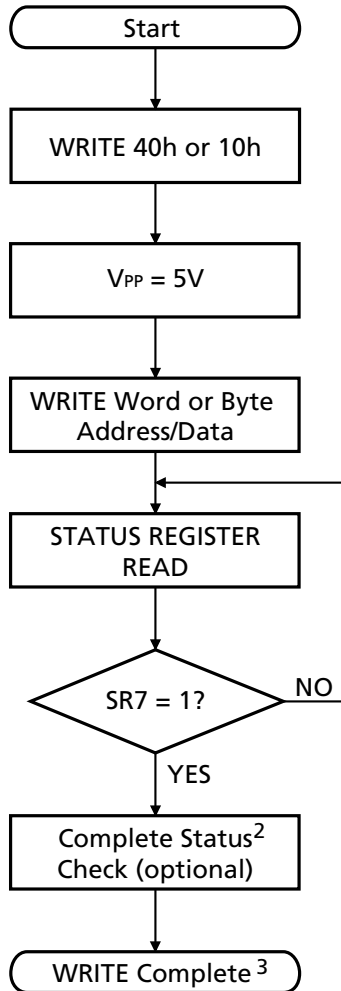 Start
WRITE 40h or 10h
VPP = 5V
WRITE Word or Byte
Address/Data
STATUS REGISTER
READ
SR7 = 1?
NO
YES
Complete Status2
Check (optional)
WRITE Complete 3